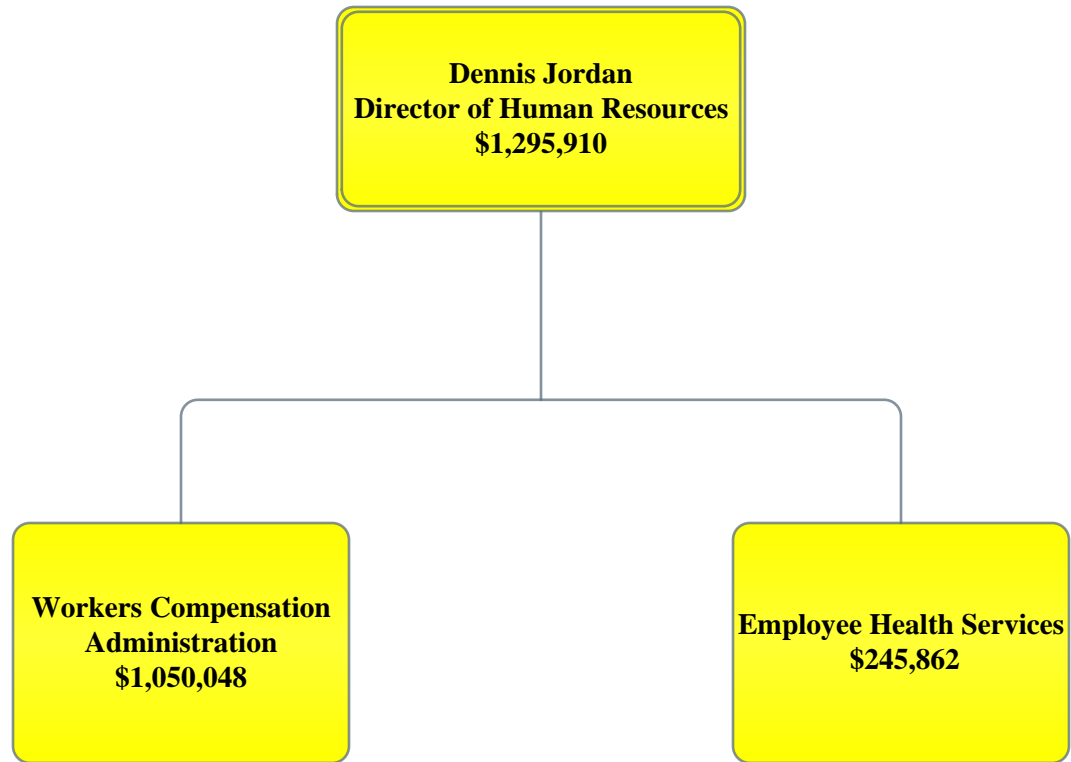 Dennis Jordan
Director of Human Resources
$1,295,910
Workers Compensation
Administration
$1,050,048
Employee Health Services
$245,862